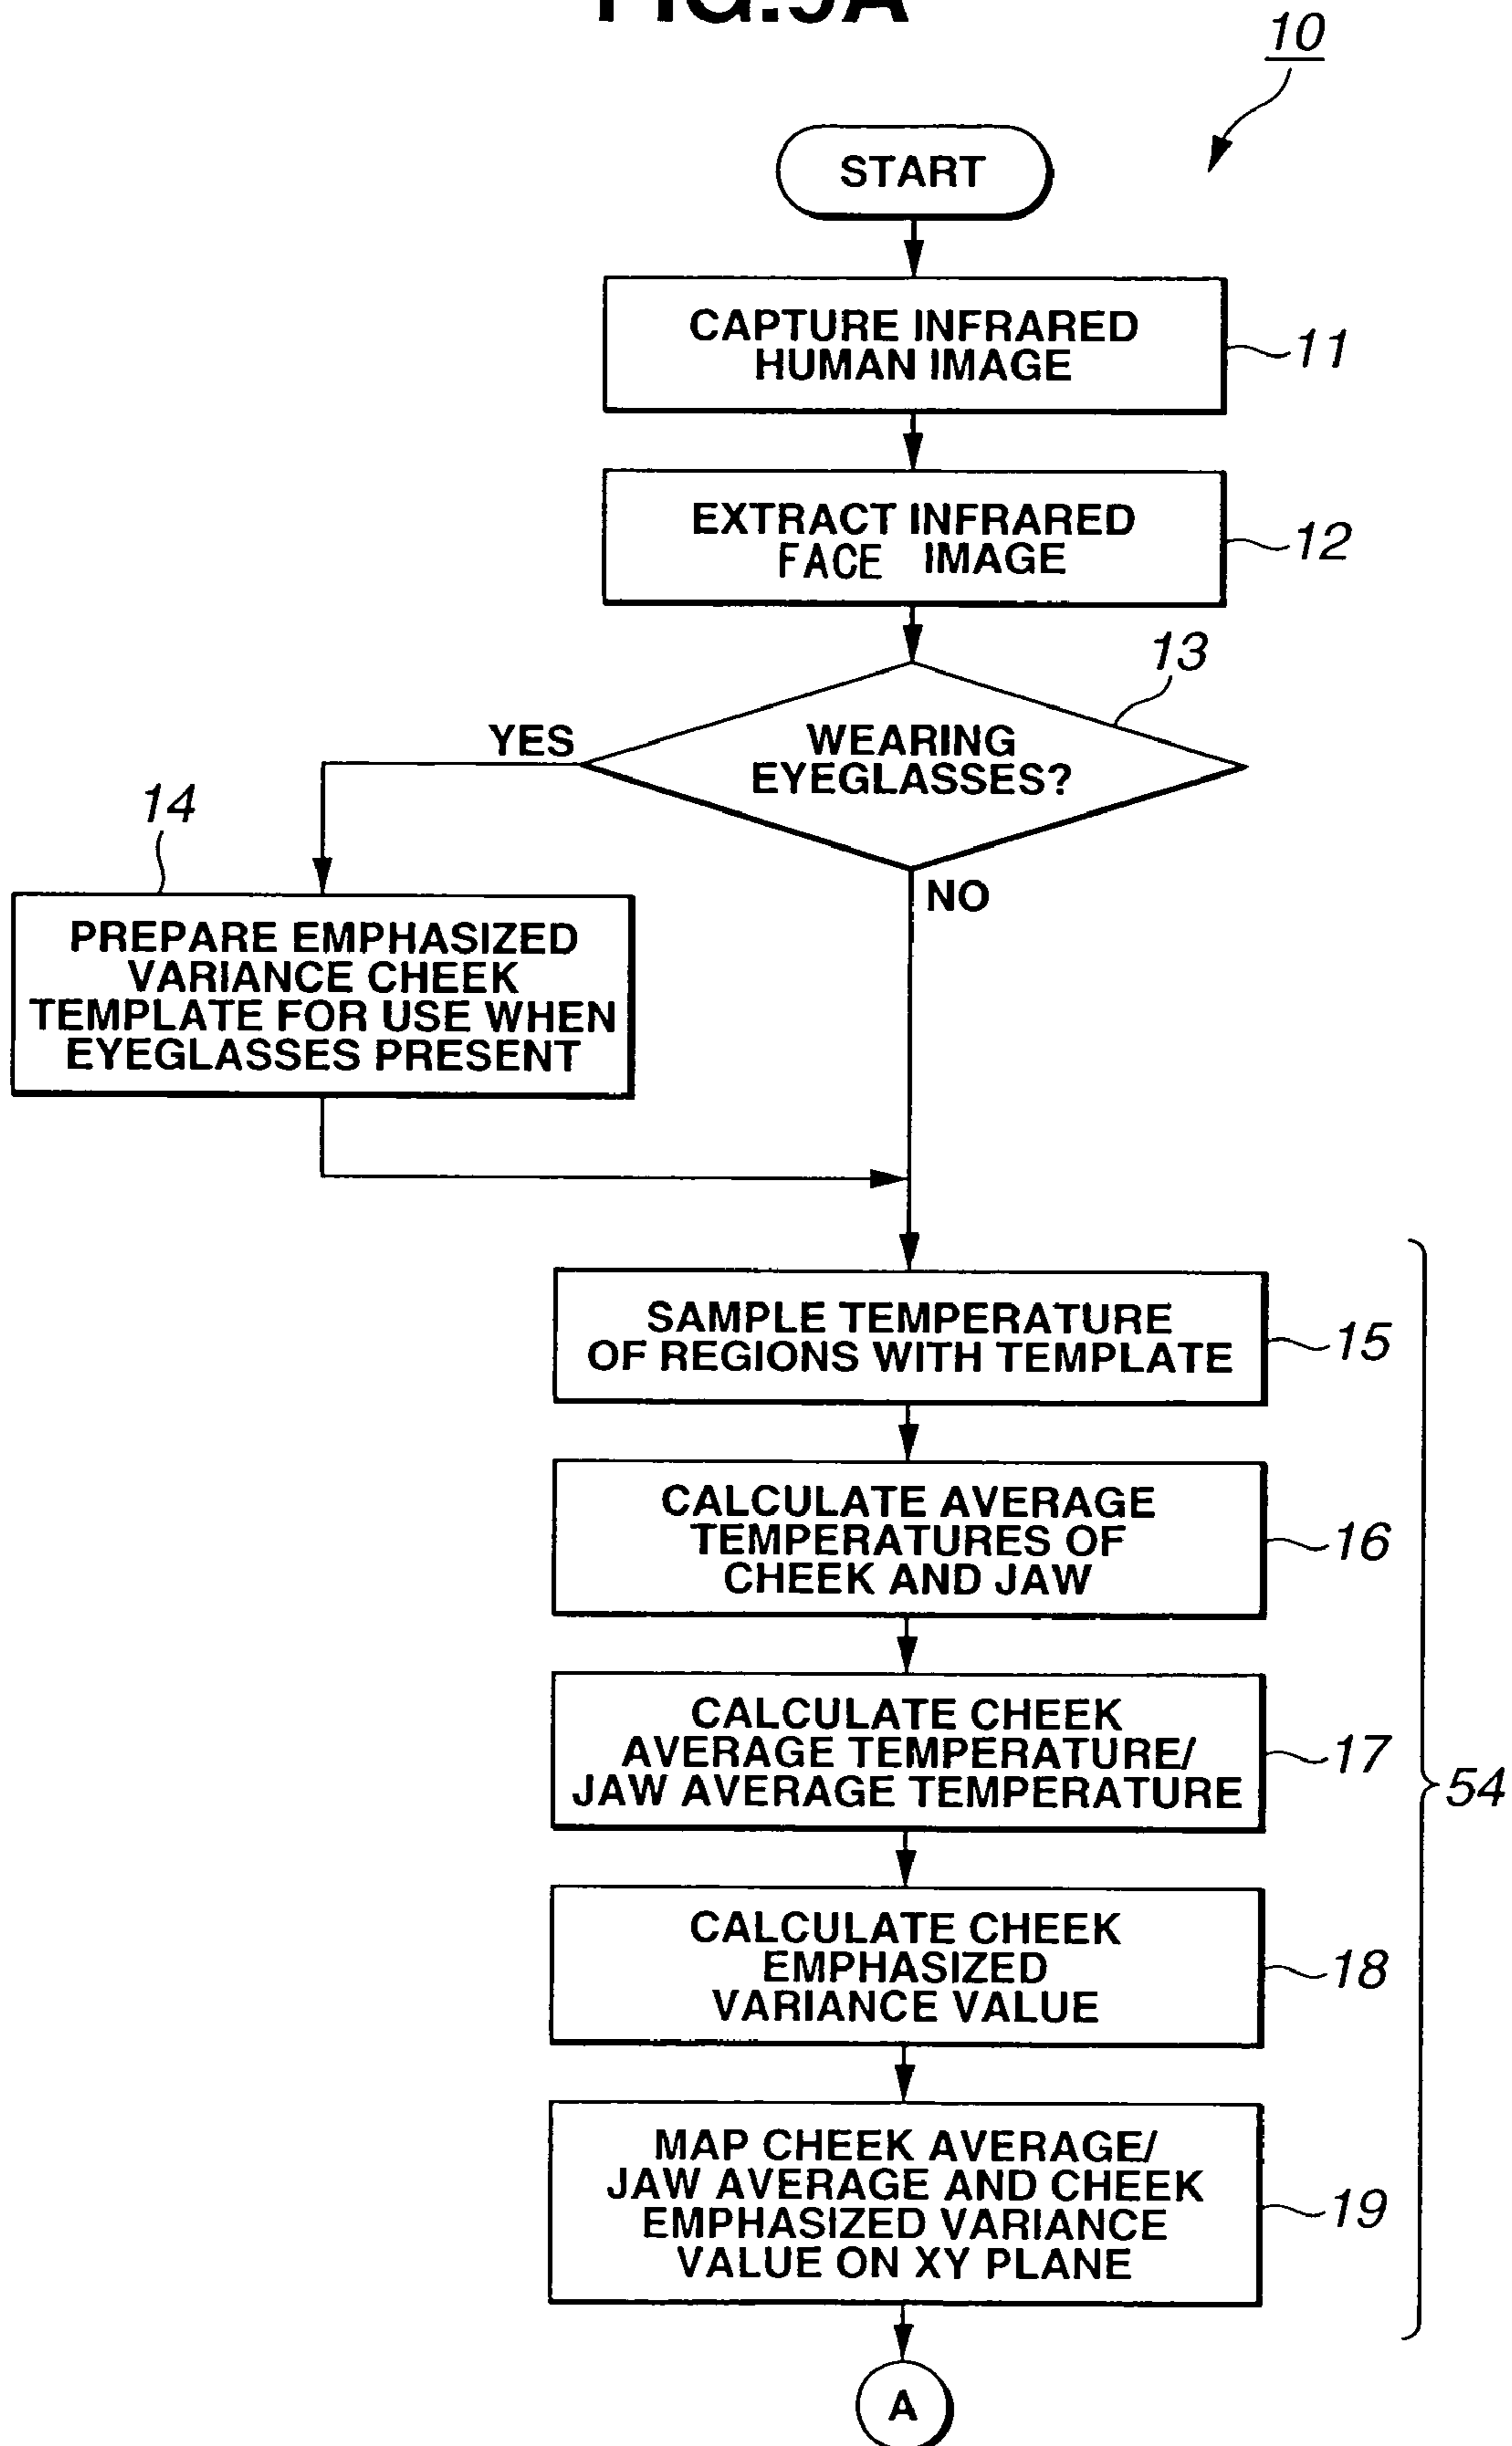 10
START
CAPTURE INFRARED
HUMAN IMAGE
11
EXTRACT INFRARED
FACE IMAGE
12
13
WEARING
EYEGLASSES?
YES
NO
14
PREPARE EMPHASIZED
VARIANCE CHEEK
TEMPLATE FOR USE WHEN
EYEGLASSES PRESENT
SAMPLE TEMPERATURE
OF REGIONS WITH TEMPLATE
15
CALCULATE AVERAGE
TEMPERATURES OF
CHEEK AND JAW
16
CALCULATE CHEEK
AVERAGE TEMPERATURE/
JAW AVERAGE TEMPERATURE
17
54
CALCULATE CHEEK
EMPHASIZED
VARIANCE VALUE
18
MAP CHEEK AVERAGE/
JAW AVERAGE AND CHEEK
EMPHASIZED VARIANCE
VALUE ON XY PLANE
19
A